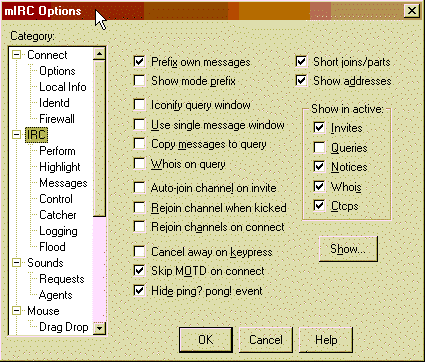 mIRC Options
Category:
Connect
Options
Local Info
Identd
Firewall
IRC
Perform
Highlight
Messages
Control
Catcher
Logging
Flood
Sounds
Requests
Agents
Mouse
Drag Drop
Prefix own messages
Show mode prefix
Iconify query window
Use single message window
Copy messages to query
Whois on query
Auto-join channel on invite
Rejoin channel when kicked
Rejoin channels on connect
Cancel away on keypress
Skip MOTD on connect
Hide ping? pong! event
Short joins/parts
Show addresses
Show in active:
Invites
Queries
Notices
Whois
Ctcps
Show...
OK
Cancel
Help